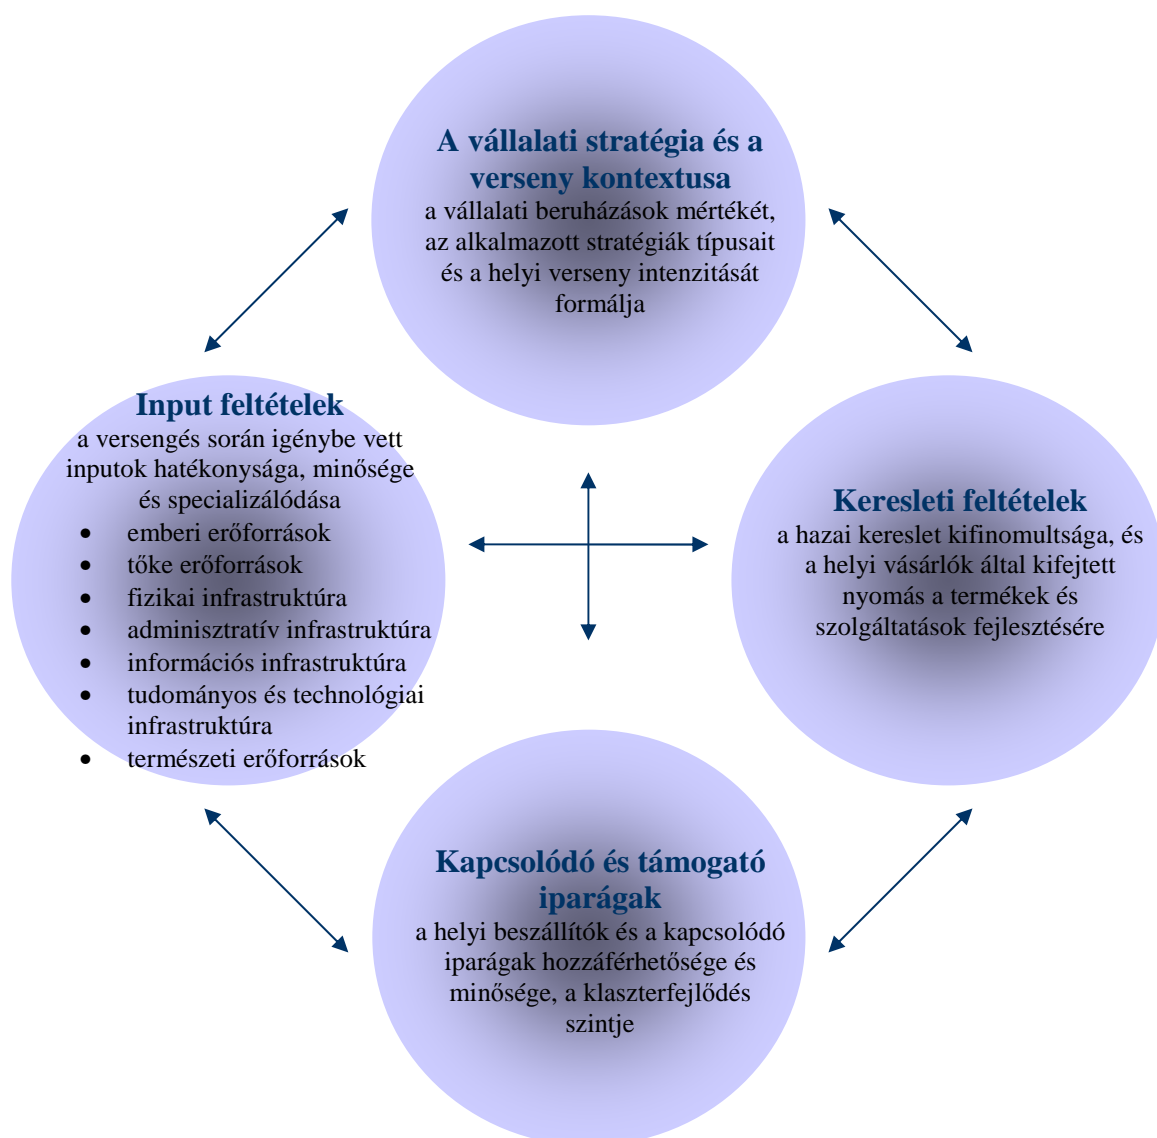 A vállalati stratégia és a
verseny kontextusa
a vállalati beruházások mértékét,
az alkalmazott stratégiák típusait
és a helyi verseny intenzitását
formálja
Input feltételek
a versengés során igénybe vett
inputok hatékonysága, minősége
és specializálódása
• emberi erőforrások
• tőke erőforrások
• fizikai infrastruktúra
• adminisztratív infrastruktúra
• információs infrastruktúra
• tudományos és technológiai
infrastruktúra
• természeti erőforrások
Keresleti feltételek
a hazai kereslet kifinomultsága, és
a helyi vásárlók által kifejtett
nyomás a termékek és
szolgáltatások fejlesztésére
Kapcsolódó és támogató
iparágak
a helyi beszállítók és a kapcsolódó
iparágak hozzáférhetősége és
minősége, a klaszterfejlődés
szintje